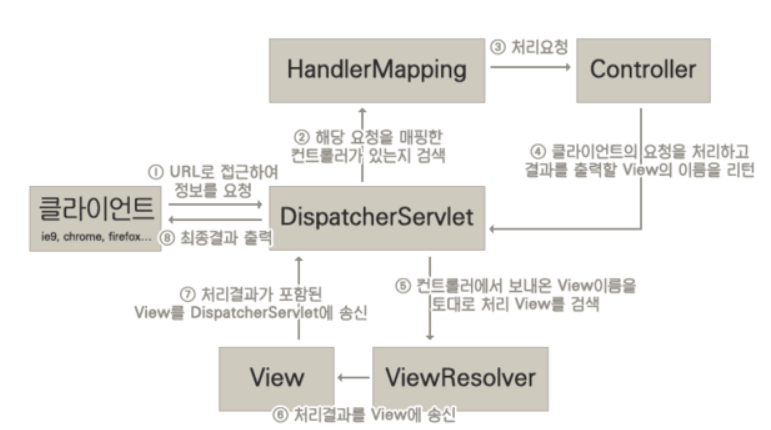 HandlerMapping
③ 처리요청
Controller
② 해당 요청을 매핑한
컨트롤러가 있는지 검색
④ 클라이언트의 요청을 처리하고
결과를 출력할 View의 이름을 리턴
① URL로 접근하여
정보를 요청
클라이언트
ie9, chrome, firefox...
DispatcherServlet
⑧ 최종결과 출력
⑦ 처리결과가 포함된
View를 DispatcherServlet에 송신
⑤ 컨트롤러에서 보내온 View이름을
토대로 처리 View를 검색
View
ViewResolver
⑥ 처리결과를 View에 송신